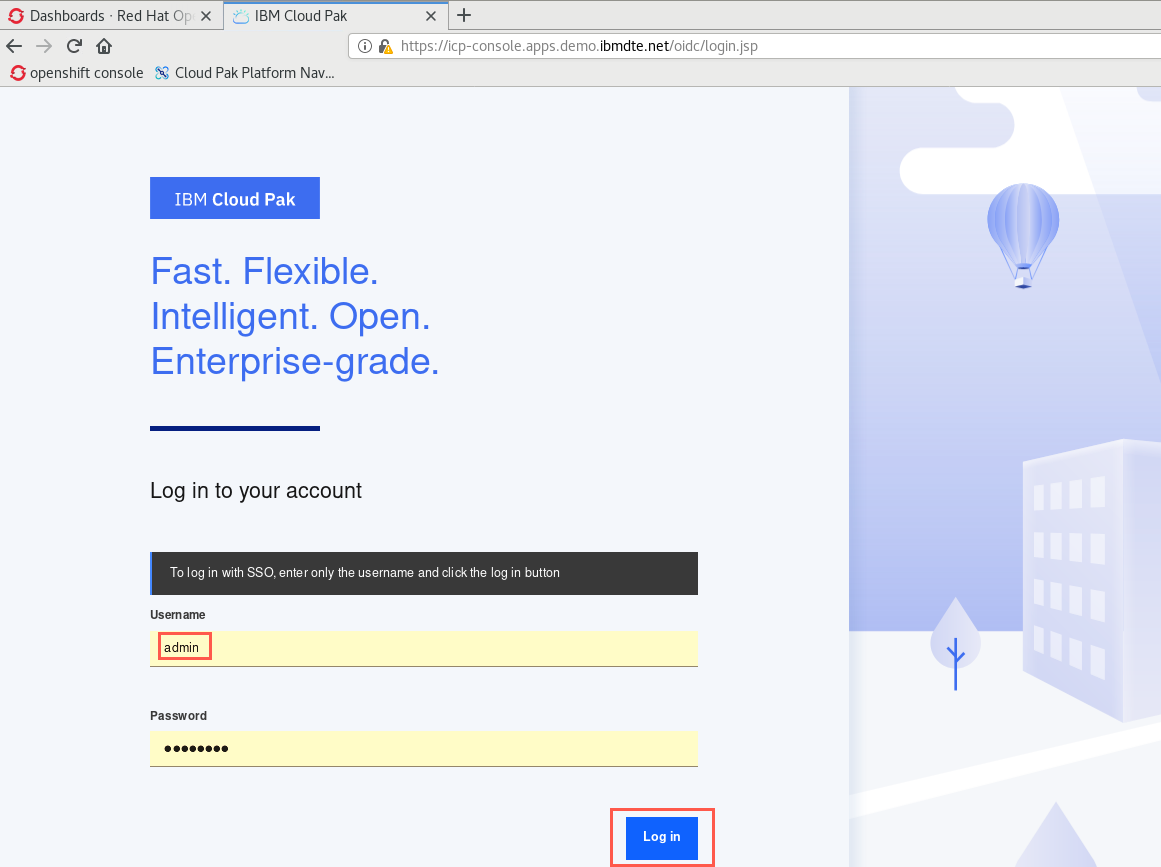 Dashboards · Red Hat Ope
IBM Cloud Pak
https://icp-console.apps.demo.ibmdte.net/oidc/login.jsp
openshift console
Cloud Pak Platform Nav...
IBM Cloud Pak
Fast. Flexible.
Intelligent. Open.
Enterprise-grade.
Log in to your account
To log in with SSO, enter only the username and click the log in button
Username
admin
Password
••••••••
Log in